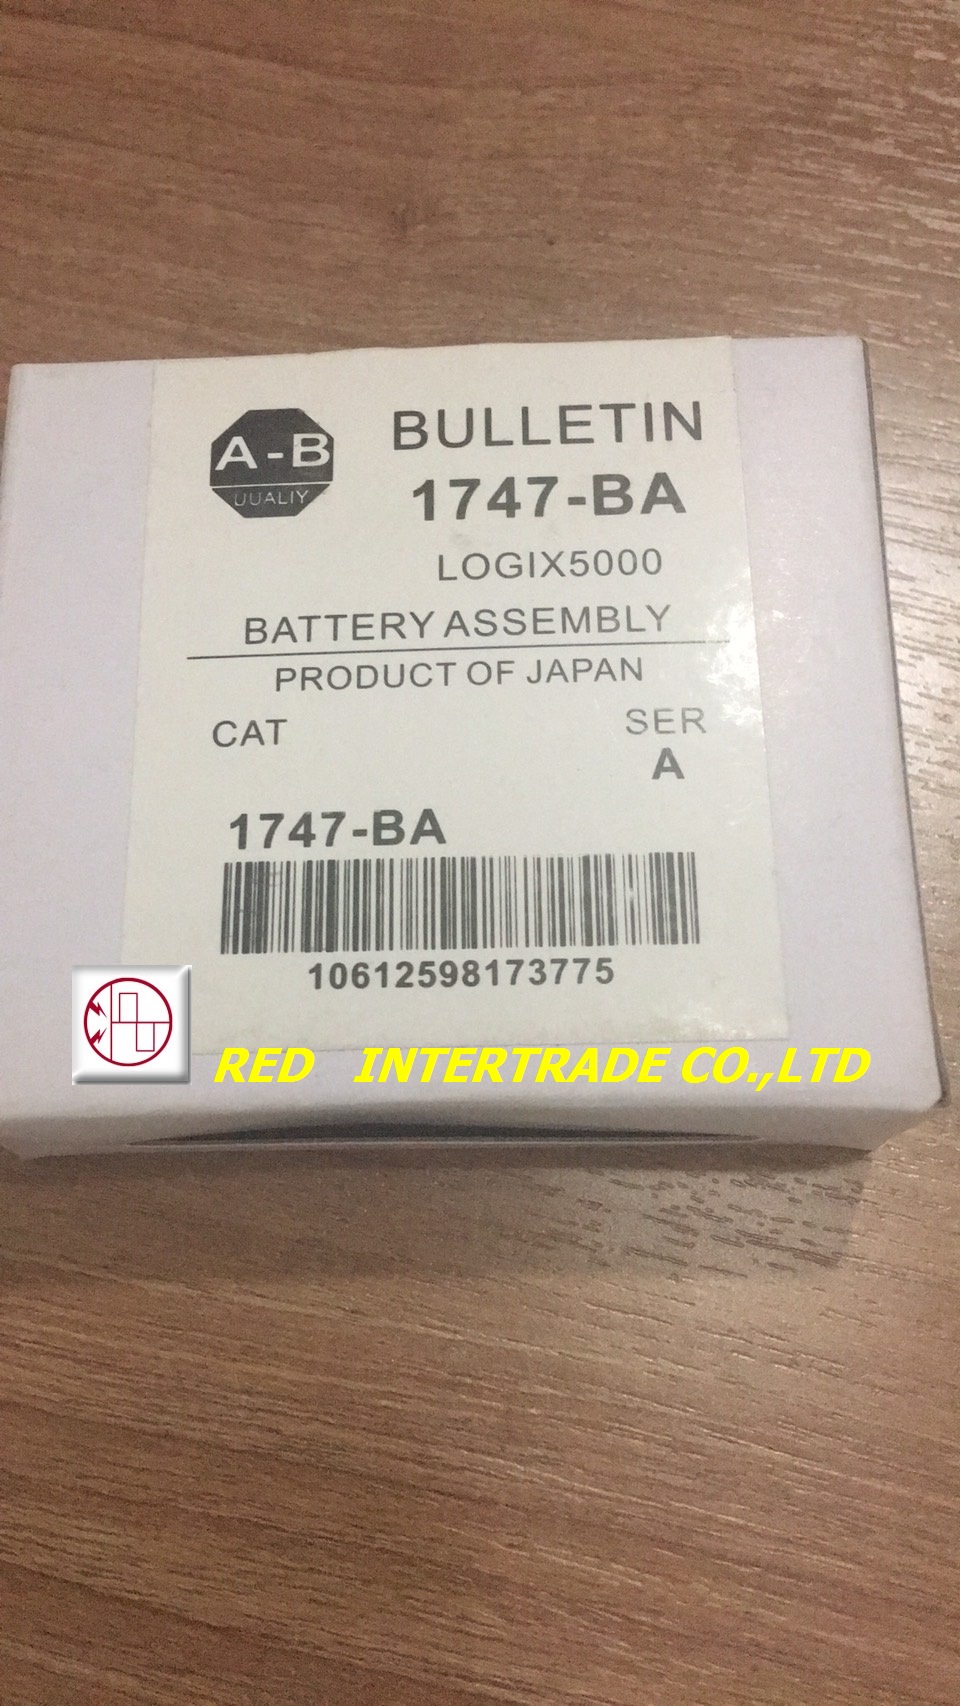 A-B
UUALIY
BULLETIN
1747-BA
LOGIX5000
BATTERY ASSEMBLY
PRODUCT OF JAPAN
CAT
SER
A
1747-BA
10612598173775
RED INTERTRADE CO.,LTD